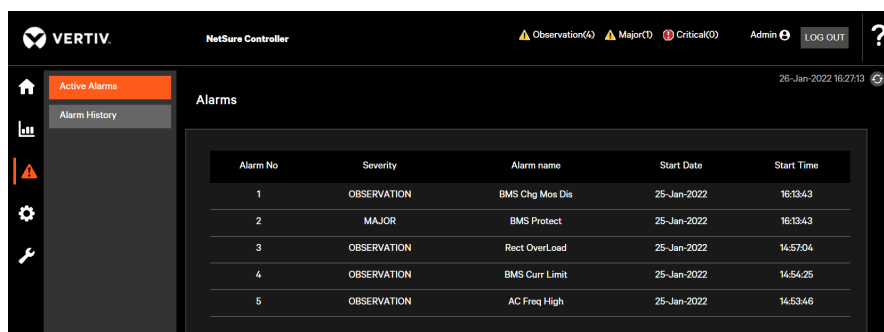 VERTIV.
NetSure Controller
Observation(4) Major(1) Critical(0)
Admin
LOG OUT
?
26-Jan-2022 16:27:13
Active Alarms
Alarm History
Alarms
Alarm No Severity Alarm name Start Date Start Time
1 OBSERVATION BMS Chg Mos Dis 25-Jan-2022 16:13:43
2 MAJOR BMS Protect 25-Jan-2022 16:13:43
3 OBSERVATION Rect OverLoad 25-Jan-2022 14:57:04
4 OBSERVATION BMS Curr Limit 25-Jan-2022 14:54:25
5 OBSERVATION AC Freq High 25-Jan-2022 14:53:46